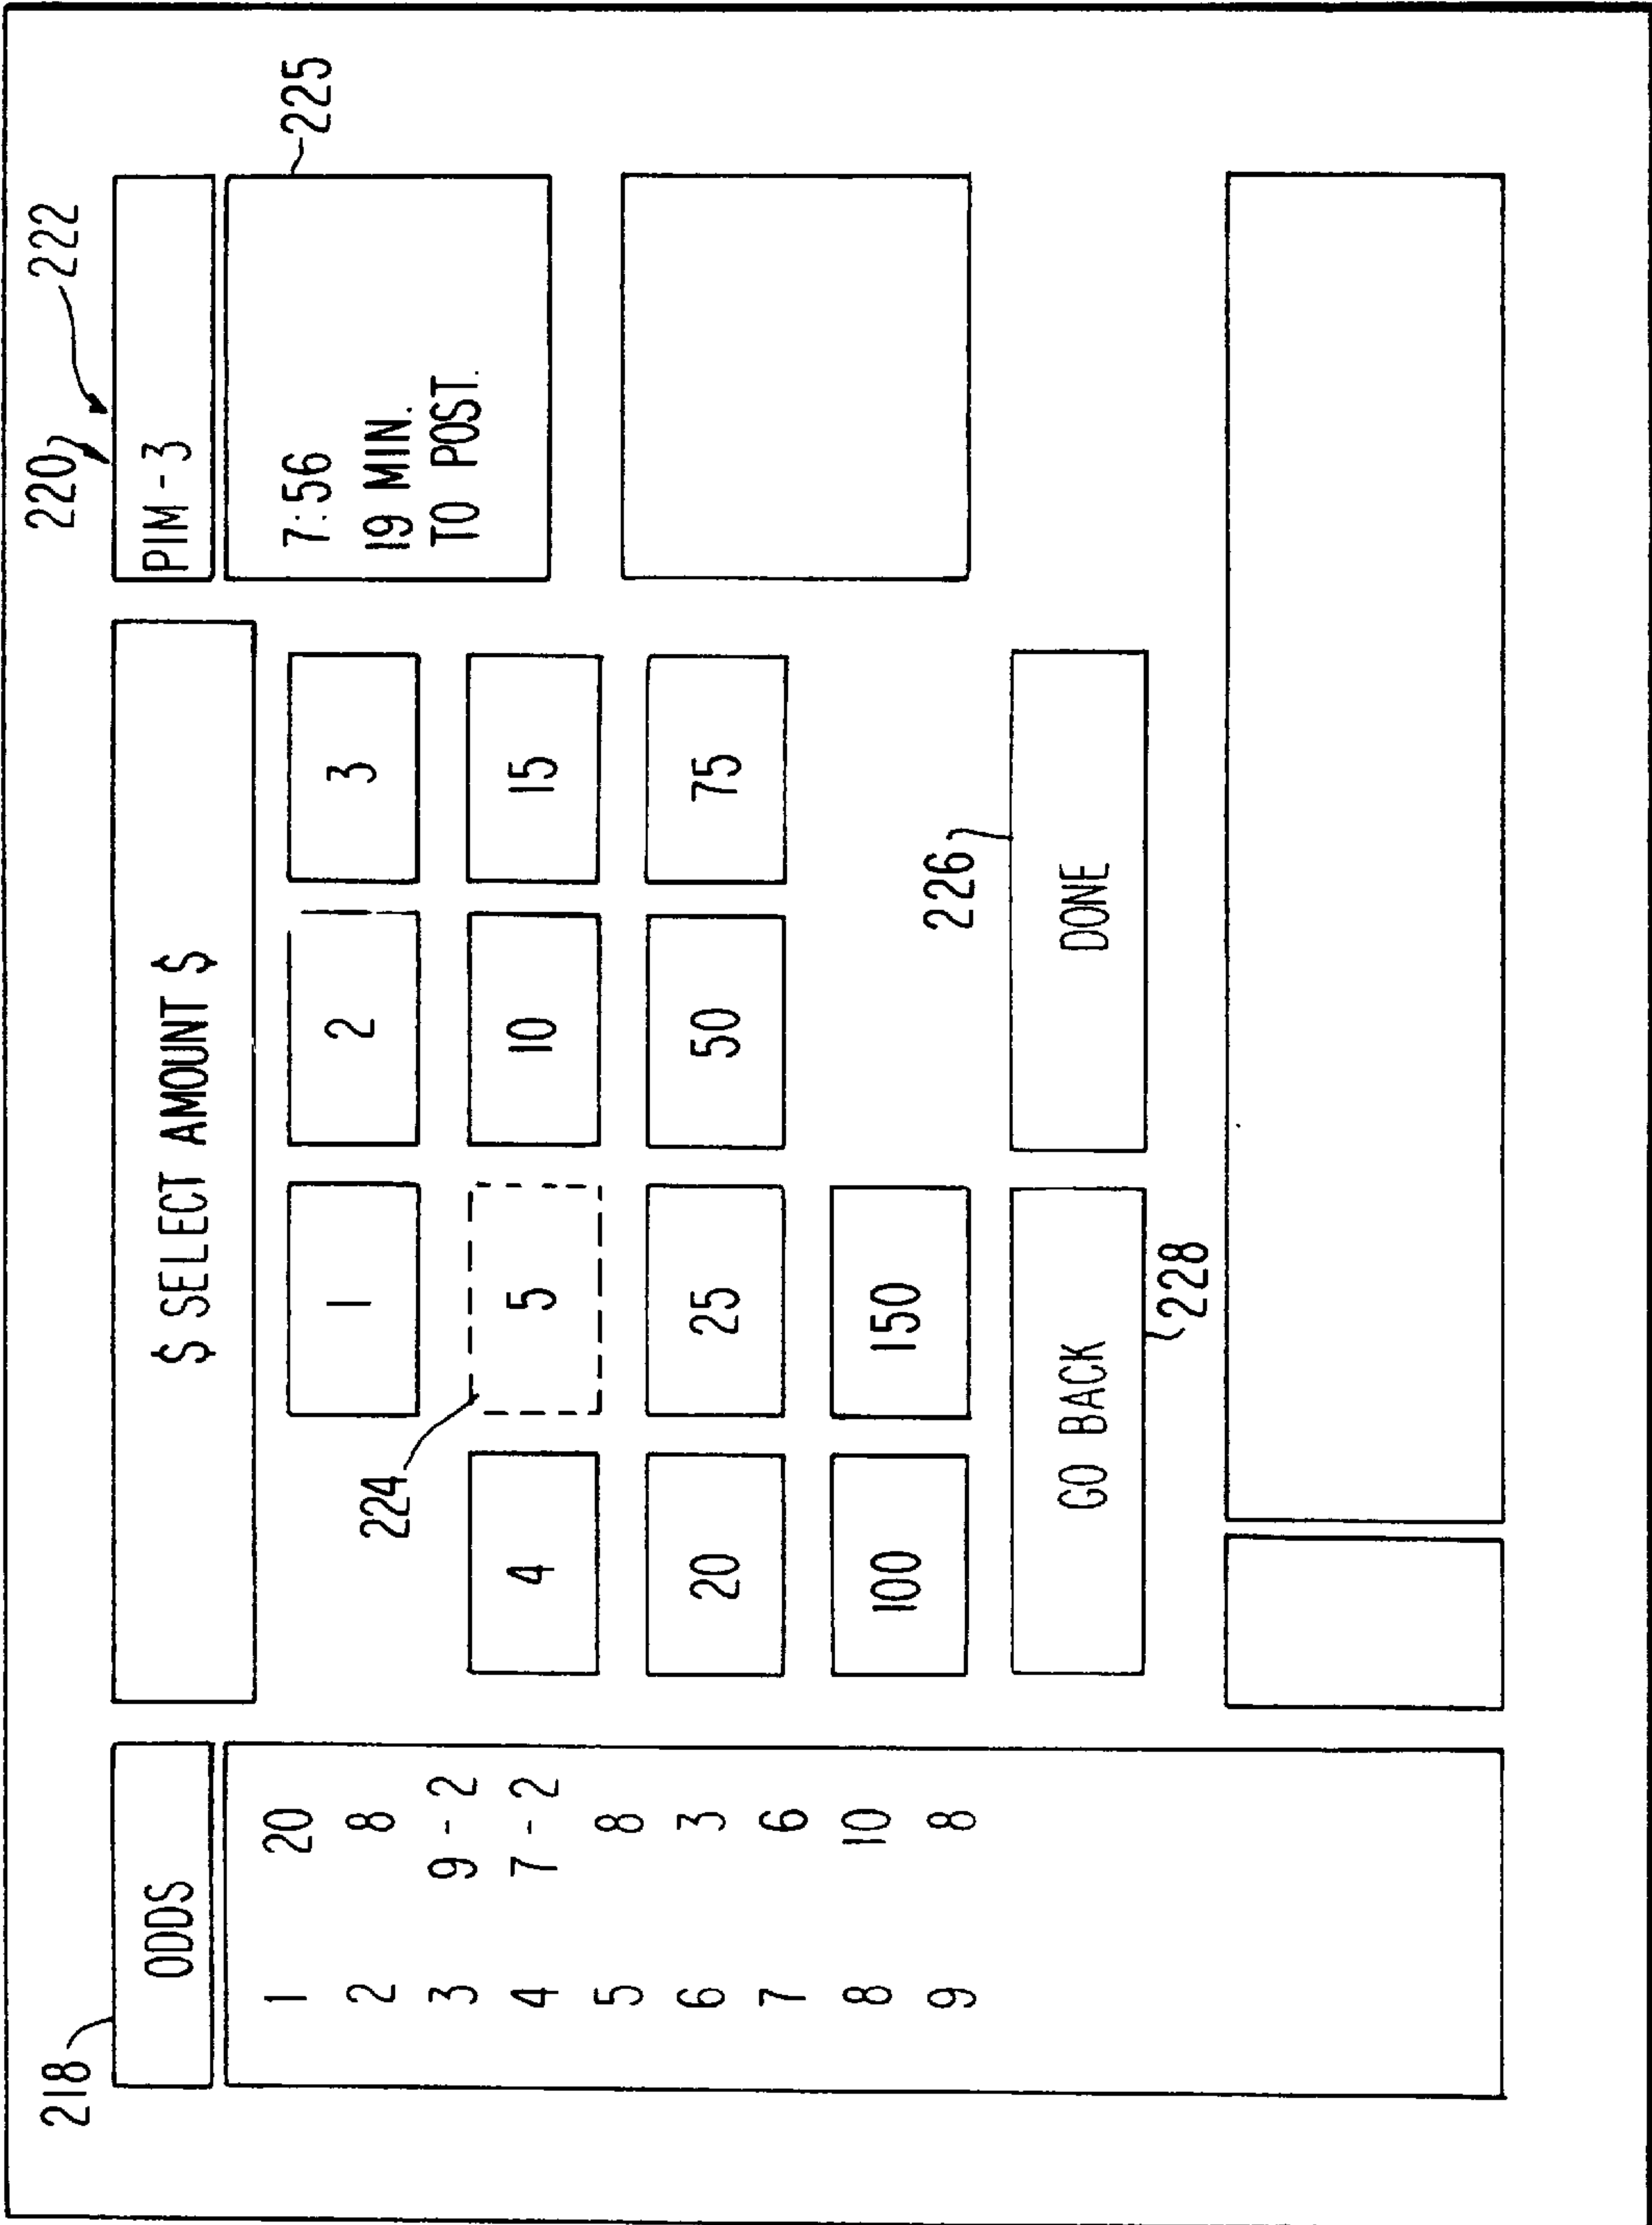 220 222
218
ODDS
$ SELECT AMOUNT $
PIM - 3
225
1 20
2 8
3 9 - 2
4 7 - 2
5 8
6 3
7 6
8 10
9 8
1 2 3
224
4 5 10 15
20 25 50 75
100 150
7:56
19 MIN.
TO POST.
226
GO BACK
DONE
228